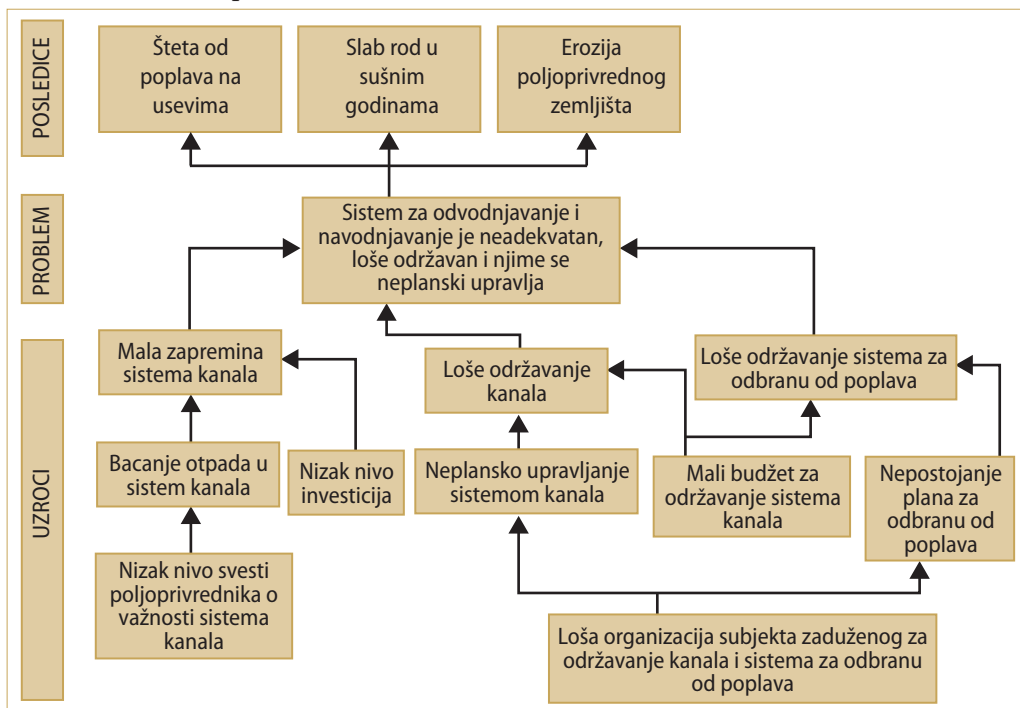 POSLEDICE
Šteta od
poplava na
usevima
Slab rod u
sušnim
godinama
Erozija
poljoprivrednog
zemljišta
PROBLEM
Sistem za odvodnjavanje i
navodnjavanje je neadekvatan,
loše održavan i njime se
neplanski upravlja
UZROCI
Mala zapremina
sistema kanala
Loše održavanje
kanala
Loše održavanje sistema za
odbranu od poplava
Bacanje otpada u
sistem kanala
Nizak nivo
investicija
Neplansko upravljanje
sistemom kanala
Mali budžet za
održavanje sistema
kanala
Nepostojanje
plana za
odbranu od
poplava
Nizak nivo svesti
poljoprivrednika o
važnosti sistema
kanala
Loša organizacija subjekta zaduženog za
održavanje kanala i sistema za odbranu
od poplava